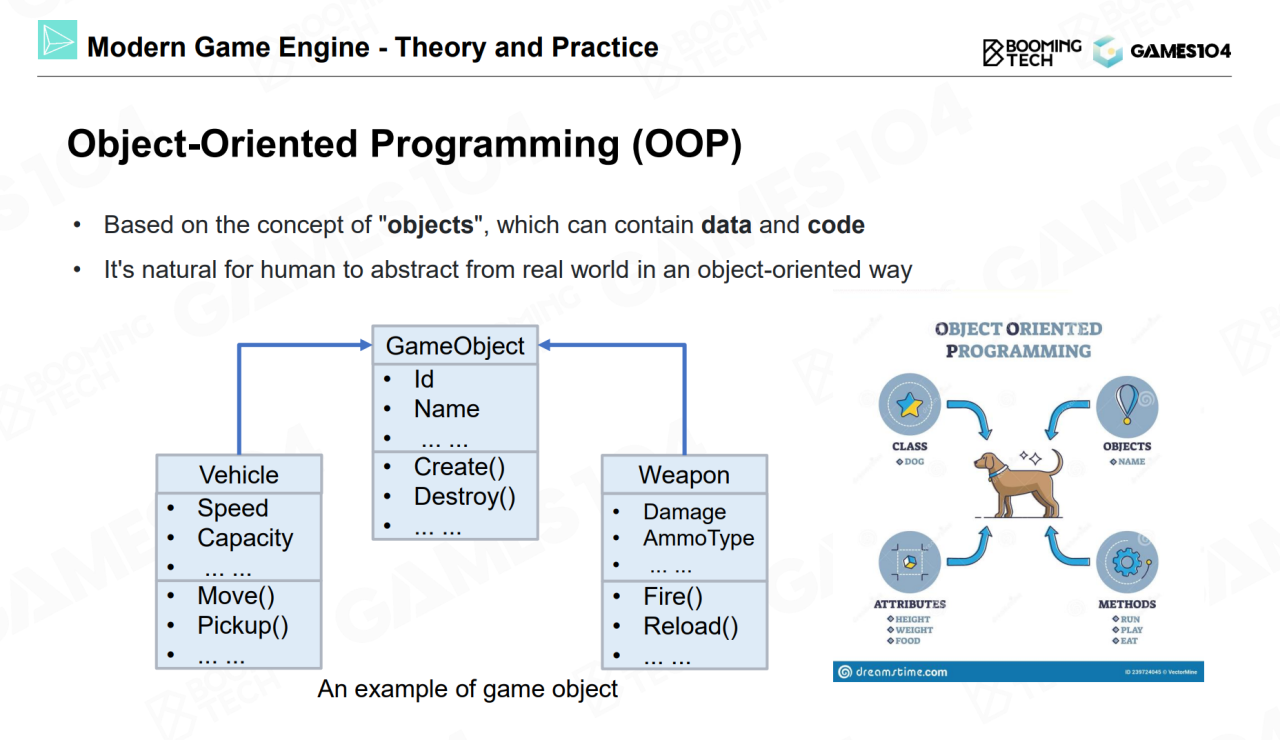 Modern Game Engine - Theory and Practice
BOOMING
TECH
GAMES104
Object-Oriented Programming (OOP)
• Based on the concept of "objects", which can contain data and code
• It's natural for human to abstract from real world in an object-oriented way
GameObject
• Id
• Name
• ... ...
• Create()
• Destroy()
• ... ...
Vehicle
• Speed
• Capacity
• ... ...
• Move()
• Pickup()
• ... ...
Weapon
• Damage
• AmmoType
• ... ...
• Fire()
• Reload()
• ... ...
An example of game object
OBJECT ORIENTED
PROGRAMMING
CLASS
DOG
OBJECTS
NAME
ATTRIBUTES
HEIGHT
WEIGHT
FOOD
METHODS
RUN
PLAY
EAT
dreamstime.com
ID 239724045 © VectorMine